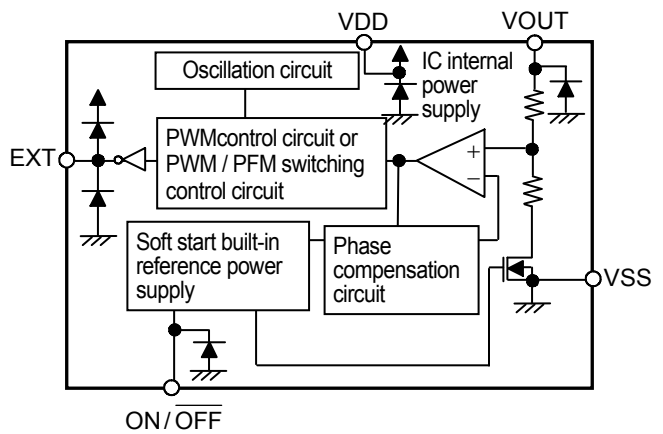 VDD
VOUT
Oscillation circuit
IC internal
power
supply
EXT
PWMcontrol circuit or
PWM / PFM switching
control circuit
+
−
Soft start built-in
reference power
supply
Phase
compensation
circuit
VSS
ON/OFF